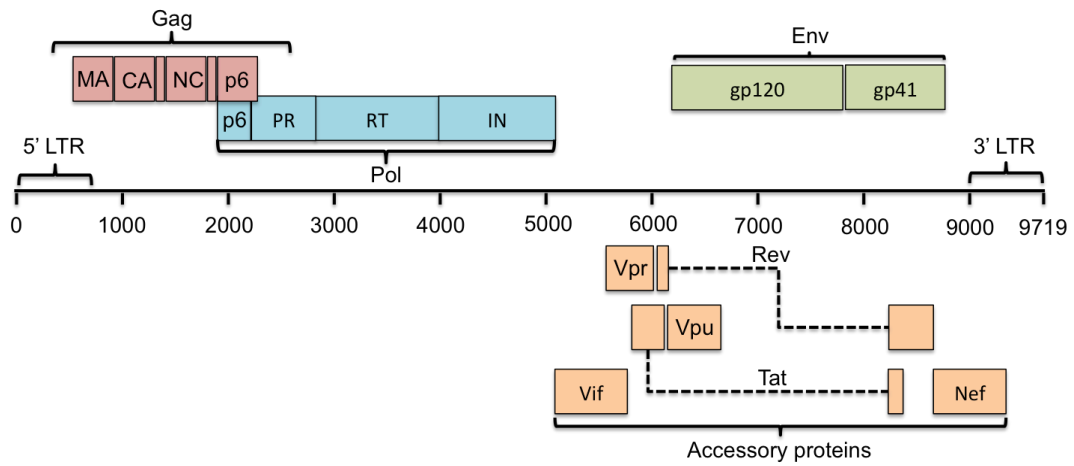 Gag
Env
MA CA NC p6
gp120 gp41
p6 PR RT IN
5' LTR
Pol
3' LTR
0 1000 2000 3000 4000 5000 6000 7000 8000 9000 9719
Rev
Vpr
Vpu
Tat
Vif
Nef
Accessory proteins